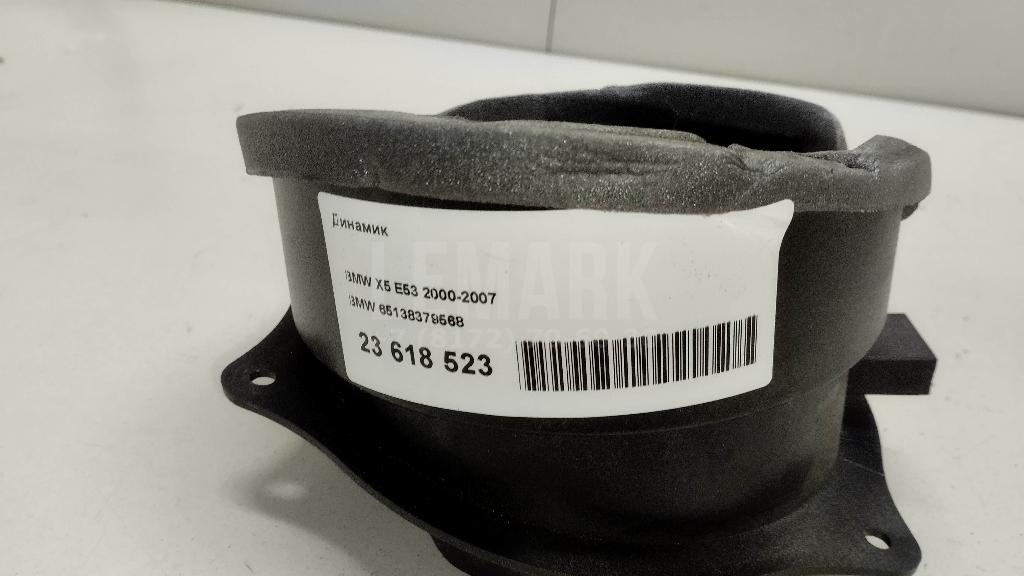 Динамик
LEMARK
BMW X5 E53 2000-2007
BMW 65138379568
23 618 523